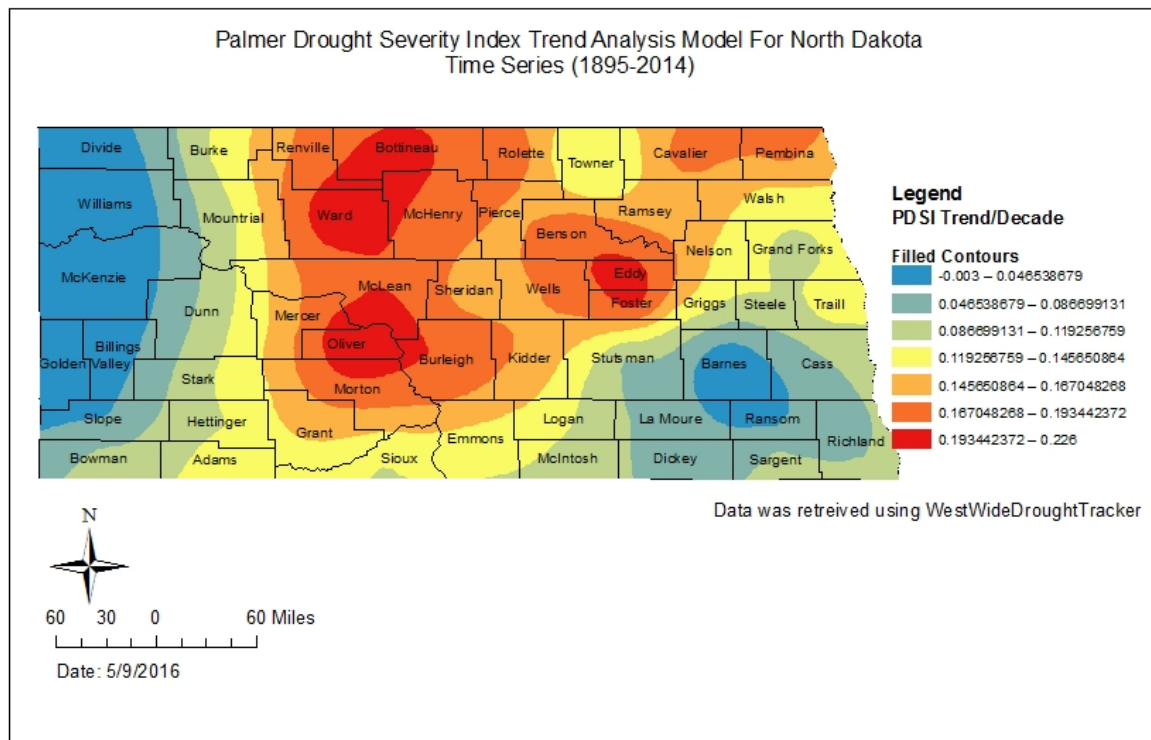 Palmer Drought Severity Index Trend Analysis Model For North Dakota
Time Series (1895-2014)
Divide
Burke
Renville
Bottineau
Rolette
Towner
Cavalier
Pembina
Williams
Mountrial
Ward
McHenry
Pierce
Ramsey
Walsh
Benson
McKenzie
Nelson
Grand Forks
Eddy
McLean
Sheridan
Wells
Foster
Griggs
Steele
Traill
Dunn
Mercer
Oliver
Burleigh
Kidder
Stutsman
Barnes
Cass
Billings
Golden Valley
Stark
Morton
Slope
Hettinger
Grant
Emmons
Logan
La Moure
Ransom
Richland
Bowman
Adams
Sioux
McIntosh
Dickey
Sargent
Legend
PDSI Trend/Decade
Filled Contours
-0.003 – 0.046538679
0.046538679 – 0.086699131
0.086699131 – 0.119256759
0.119256759 – 0.145650864
0.145650864 – 0.167048268
0.167048268 – 0.193442372
0.193442372 – 0.226
Data was retreived using WestWideDroughtTracker
N
60 30 0 60 Miles
Date: 5/9/2016